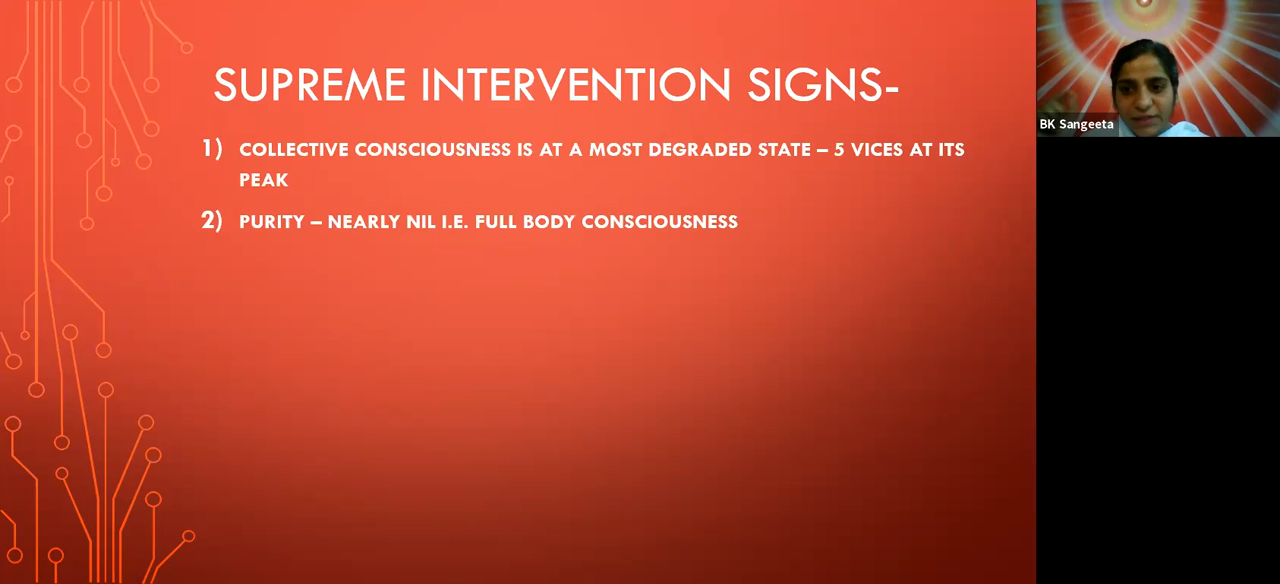 SUPREME INTERVENTION SIGNS-
1) COLLECTIVE CONSCIOUSNESS IS AT A MOST DEGRADED STATE – 5 VICES AT ITS
PEAK
2) PURITY – NEARLY NIL I.E. FULL BODY CONSCIOUSNESS
BK Sangeeta